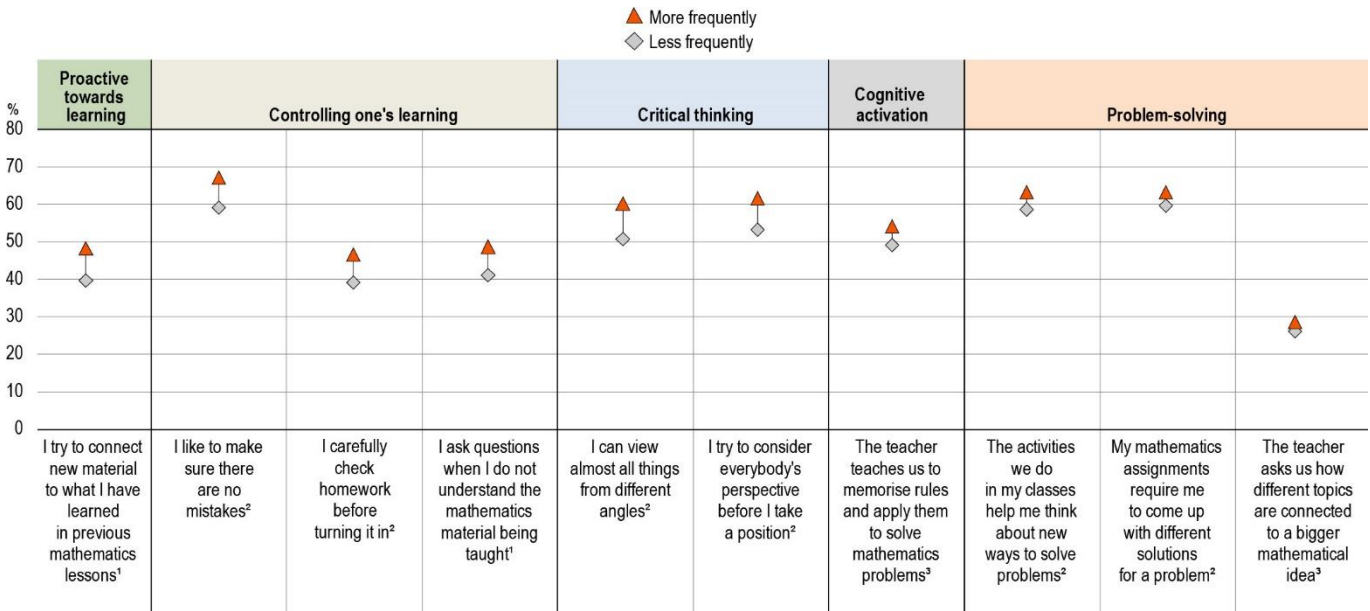 More frequently
Less frequently
Proactive
towards
learning
Controlling one's learning
Critical thinking
Cognitive
activation
Problem-solving
%
80
70
60
50
40
30
20
10
0
I try to connect
new material
to what I have
learned
in previous
mathematics
lessons¹
I like to make
sure there
are no
mistakes²
I carefully
check
homework
before
turning it in²
I ask questions
when I do not
understand the
mathematics
material being
taught¹
I can view
almost all things
from different
angles²
I try to consider
everybody's
perspective
before I take
a position²
The teacher
teaches us to
memorise rules
and apply them
to solve
mathematics
problems³
The activities
we do
in my classes
help me think
about new
ways to solve
problems²
My mathematics
assignments
require me
to come up
with different
solutions
for a problem²
The teacher
asks us how
different topics
are connected
to a bigger
mathematical
idea³